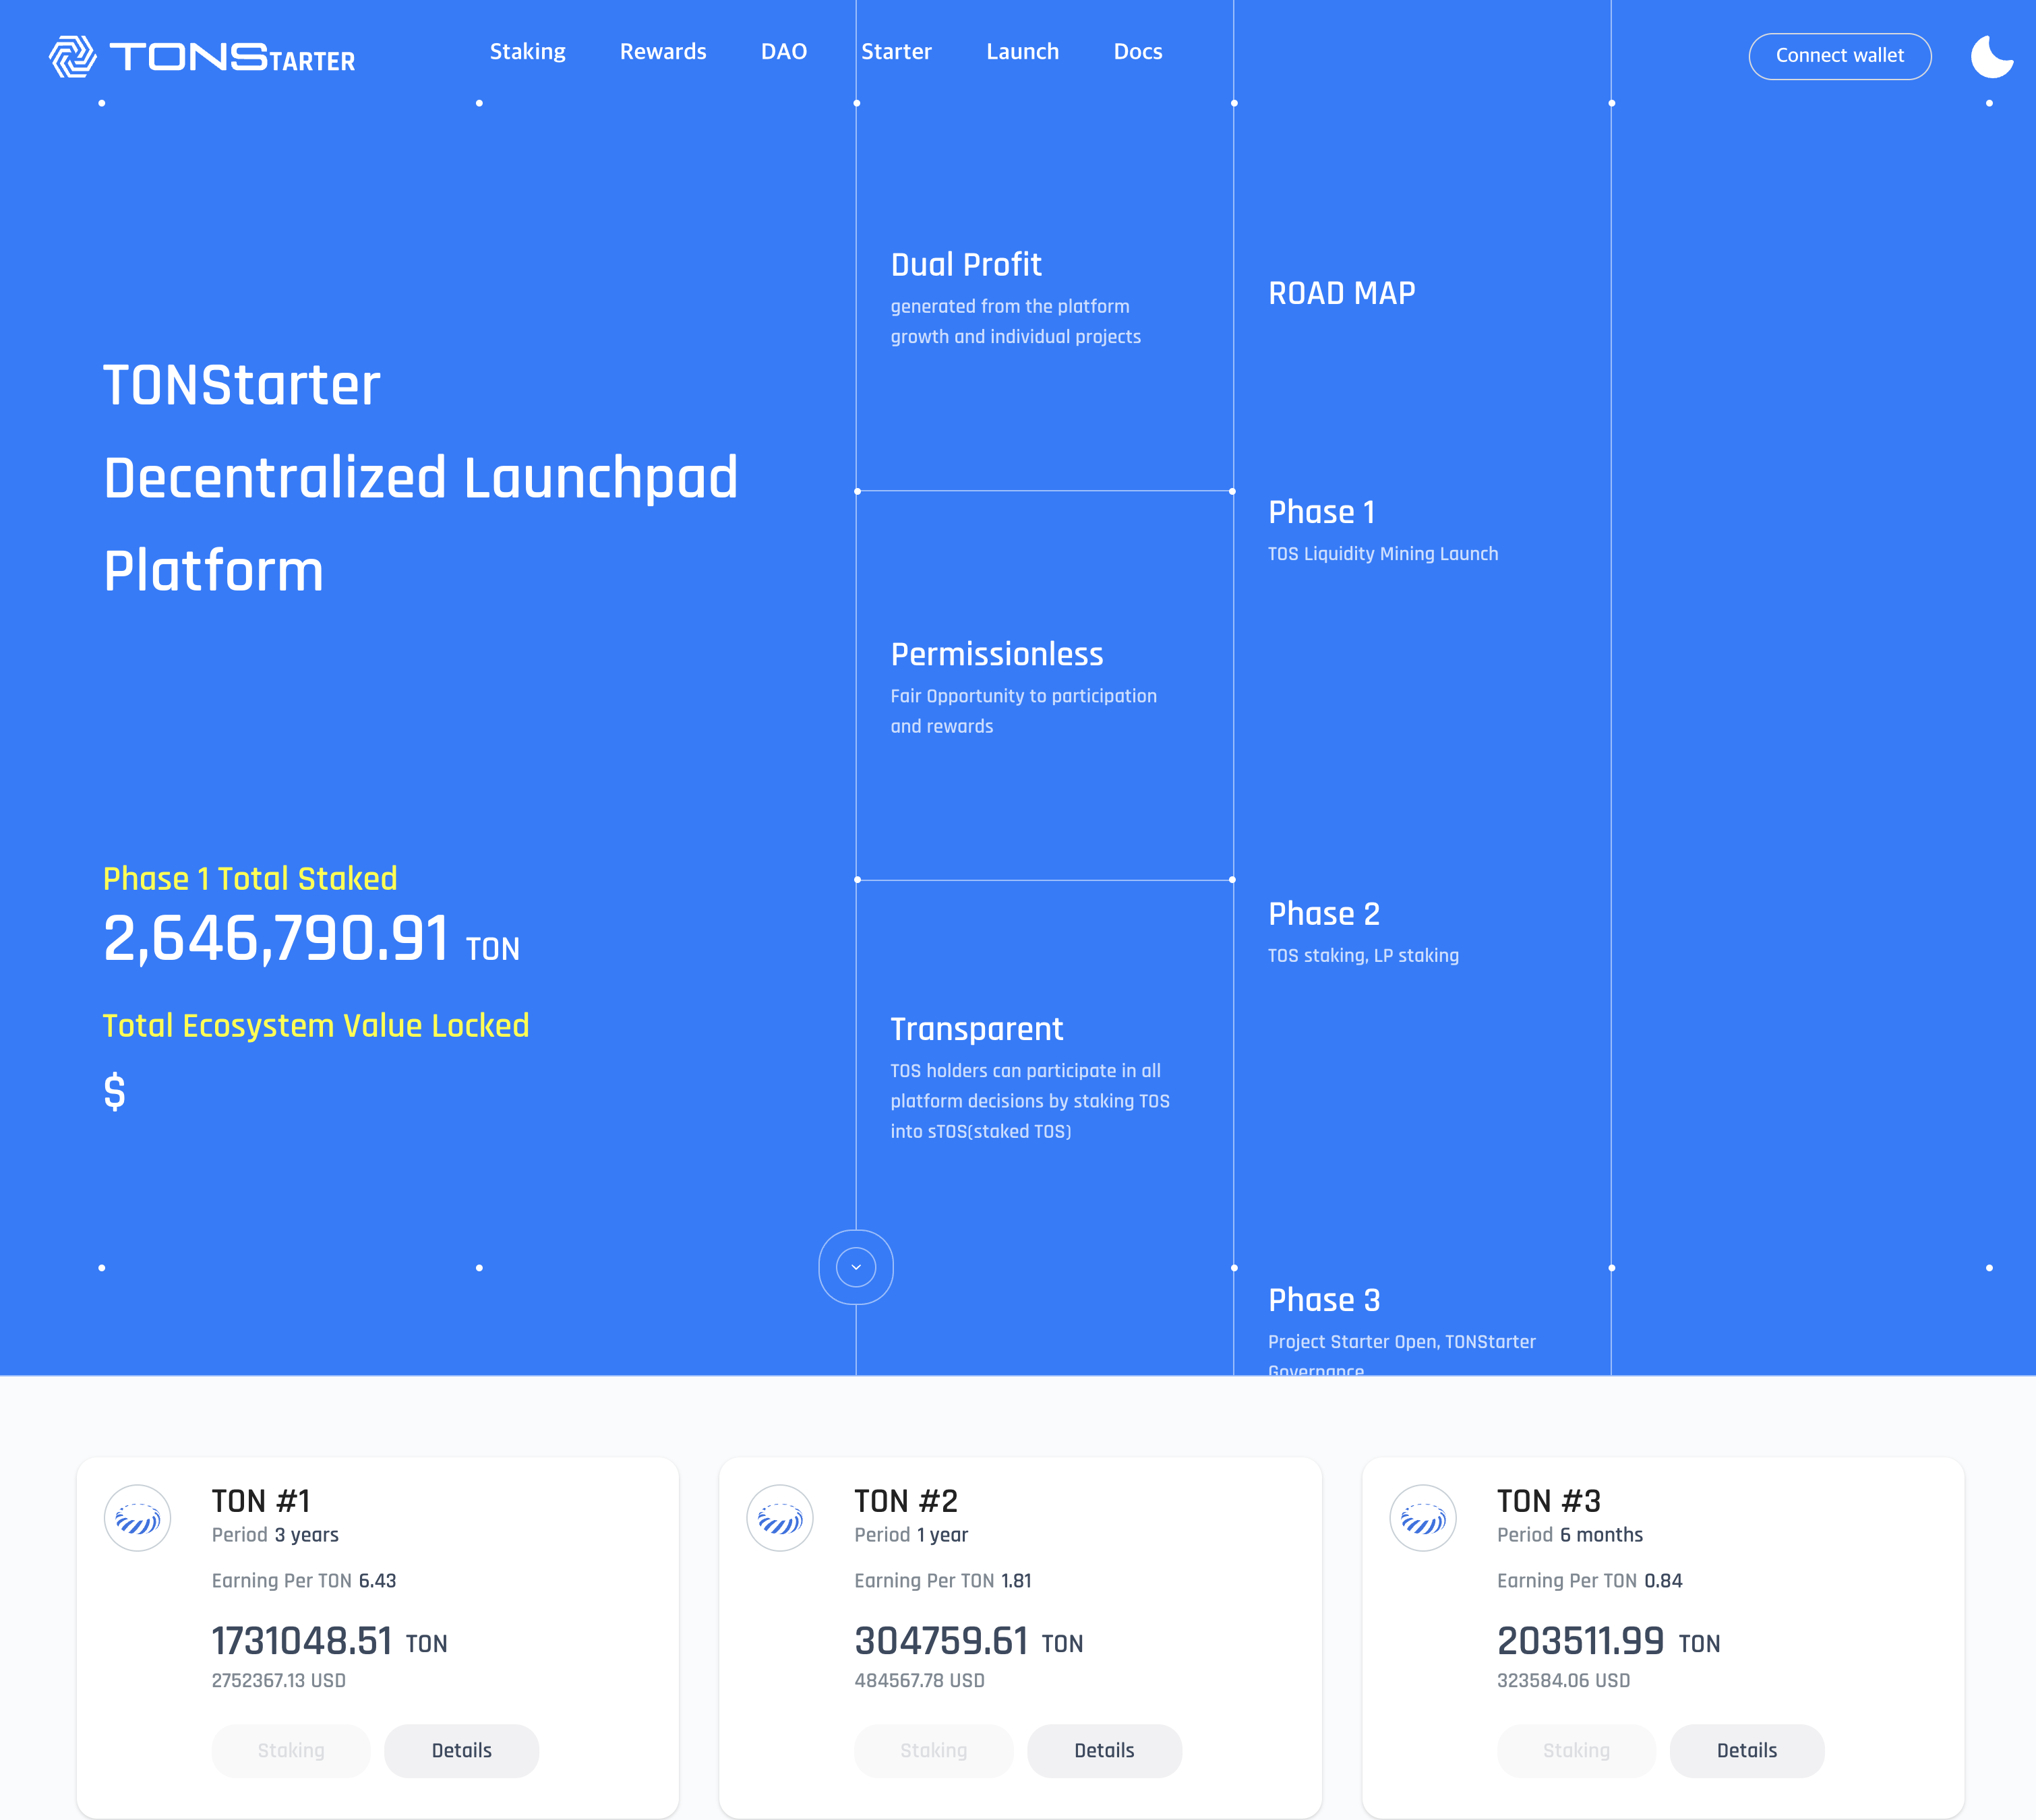 TONSTARTER
Staking
Rewards
DAO
Starter
Launch
Docs
Connect wallet
TONStarter
Decentralized Launchpad
Platform
Phase 1 Total Staked
2,646,790.91 TON
Total Ecosystem Value Locked
$
Dual Profit
generated from the platform
growth and individual projects
Permissionless
Fair Opportunity to participation
and rewards
Transparent
TOS holders can participate in all
platform decisions by staking TOS
into sTOS(staked TOS)
ROAD MAP
Phase 1
TOS Liquidity Mining Launch
Phase 2
TOS staking, LP staking
Phase 3
Project Starter Open, TONStarter
Governance
TON #1
Period 3 years
Earning Per TON 6.43
1731048.51 TON
2752367.13 USD
Staking
Details
TON #2
Period 1 year
Earning Per TON 1.81
304759.61 TON
484567.78 USD
Staking
Details
TON #3
Period 6 months
Earning Per TON 0.84
203511.99 TON
323584.06 USD
Staking
Details